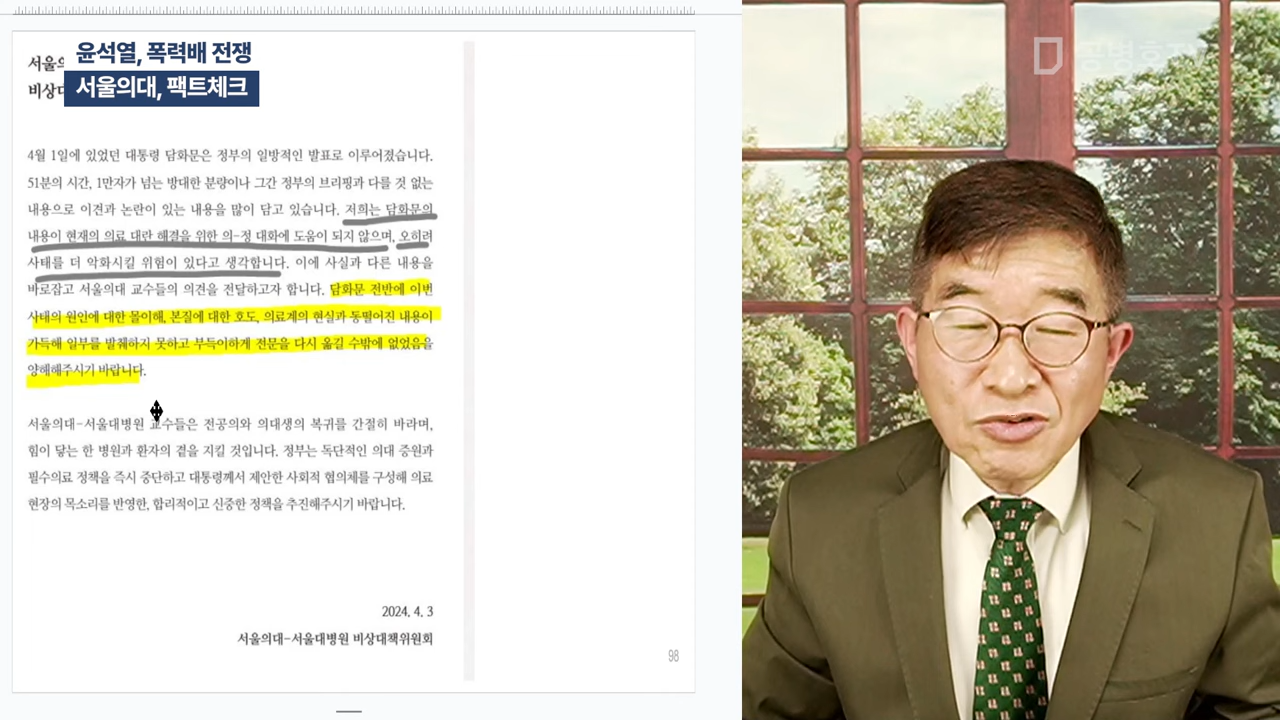 윤석열, 폭력배 전쟁
서울의대, 팩트체크
공병호
서울
비상
4월 1일에 있었던 대통령 담화문은 정부의 일방적인 발표로 이루어졌습니다.
51분의 시간, 1만자가 넘는 방대한 분량이나 그간 정부의 브리핑과 다를 것 없는
내용으로 이견과 논란이 있는 내용을 많이 담고 있습니다. 저희는 담화문의
내용이 현재의 의료 대란 해결을 위한 의-정 대화에 도움이 되지 않으며, 오히려
사태를 더 악화시킬 위험이 있다고 생각합니다. 이에 사실과 다른 내용을
바로잡고 서울의대 교수들의 의견을 전달하고자 합니다. 담화문 전반에 이번
사태의 원인에 대한 몰이해, 본질에 대한 호도, 의료계의 현실과 동떨어진 내용이
가득해 일부를 발췌하지 못하고 부득이하게 전문을 다시 옮길 수밖에 없었음을
양해해주시기 바랍니다.
서울의대-서울대병원 교수들은 전공의와 의대생의 복귀를 간절히 바라며,
힘이 닿는 한 병원과 환자의 곁을 지킬 것입니다. 정부는 독단적인 의대 증원과
필수의료 정책을 즉시 중단하고 대통령께서 제안한 사회적 협의체를 구성해 의료
현장의 목소리를 반영한, 합리적이고 신중한 정책을 추진해주시기 바랍니다.
2024. 4. 3
서울의대-서울대병원 비상대책위원회
98